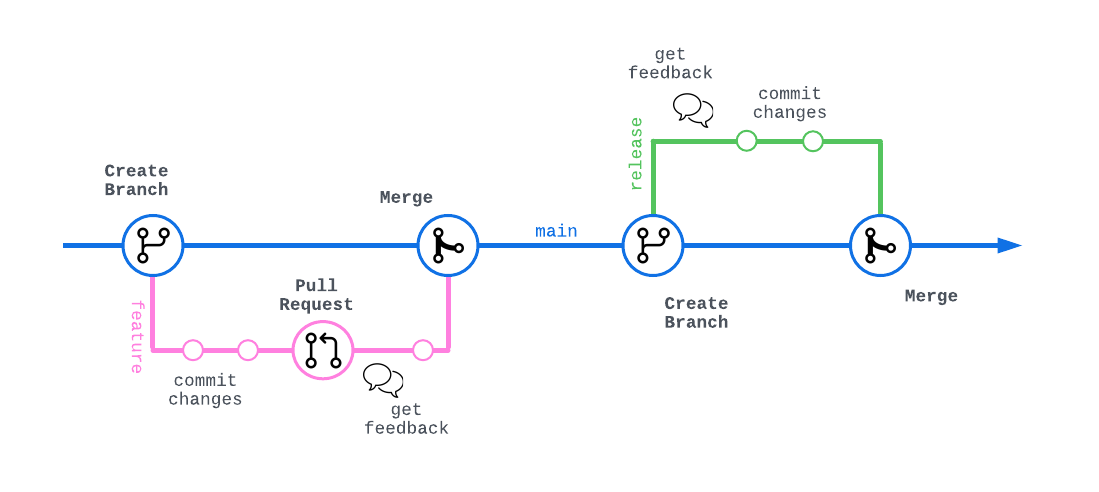 get
feedback
commit
changes
release
Create
Branch
Merge
main
feature
Pull
Request
Create
Branch
Merge
commit
changes
get
feedback